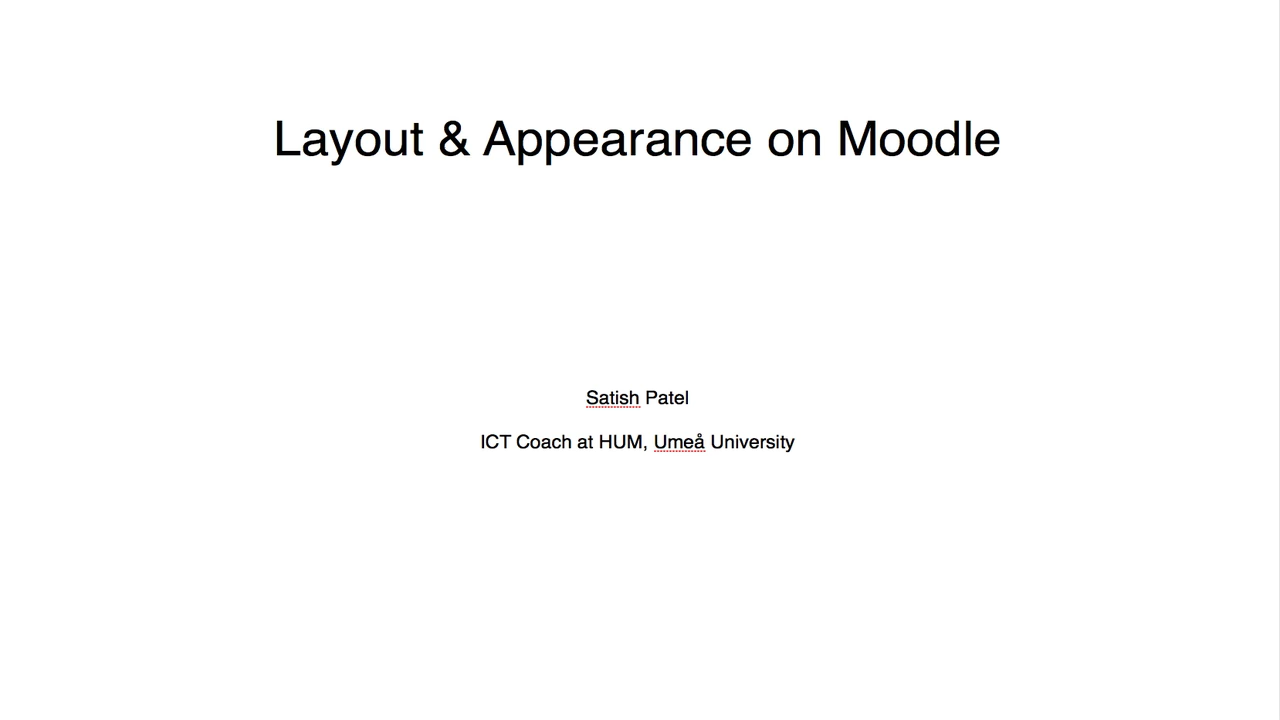 Layout & Appearance on Moodle
Satish Patel
ICT Coach at HUM, Umeå University